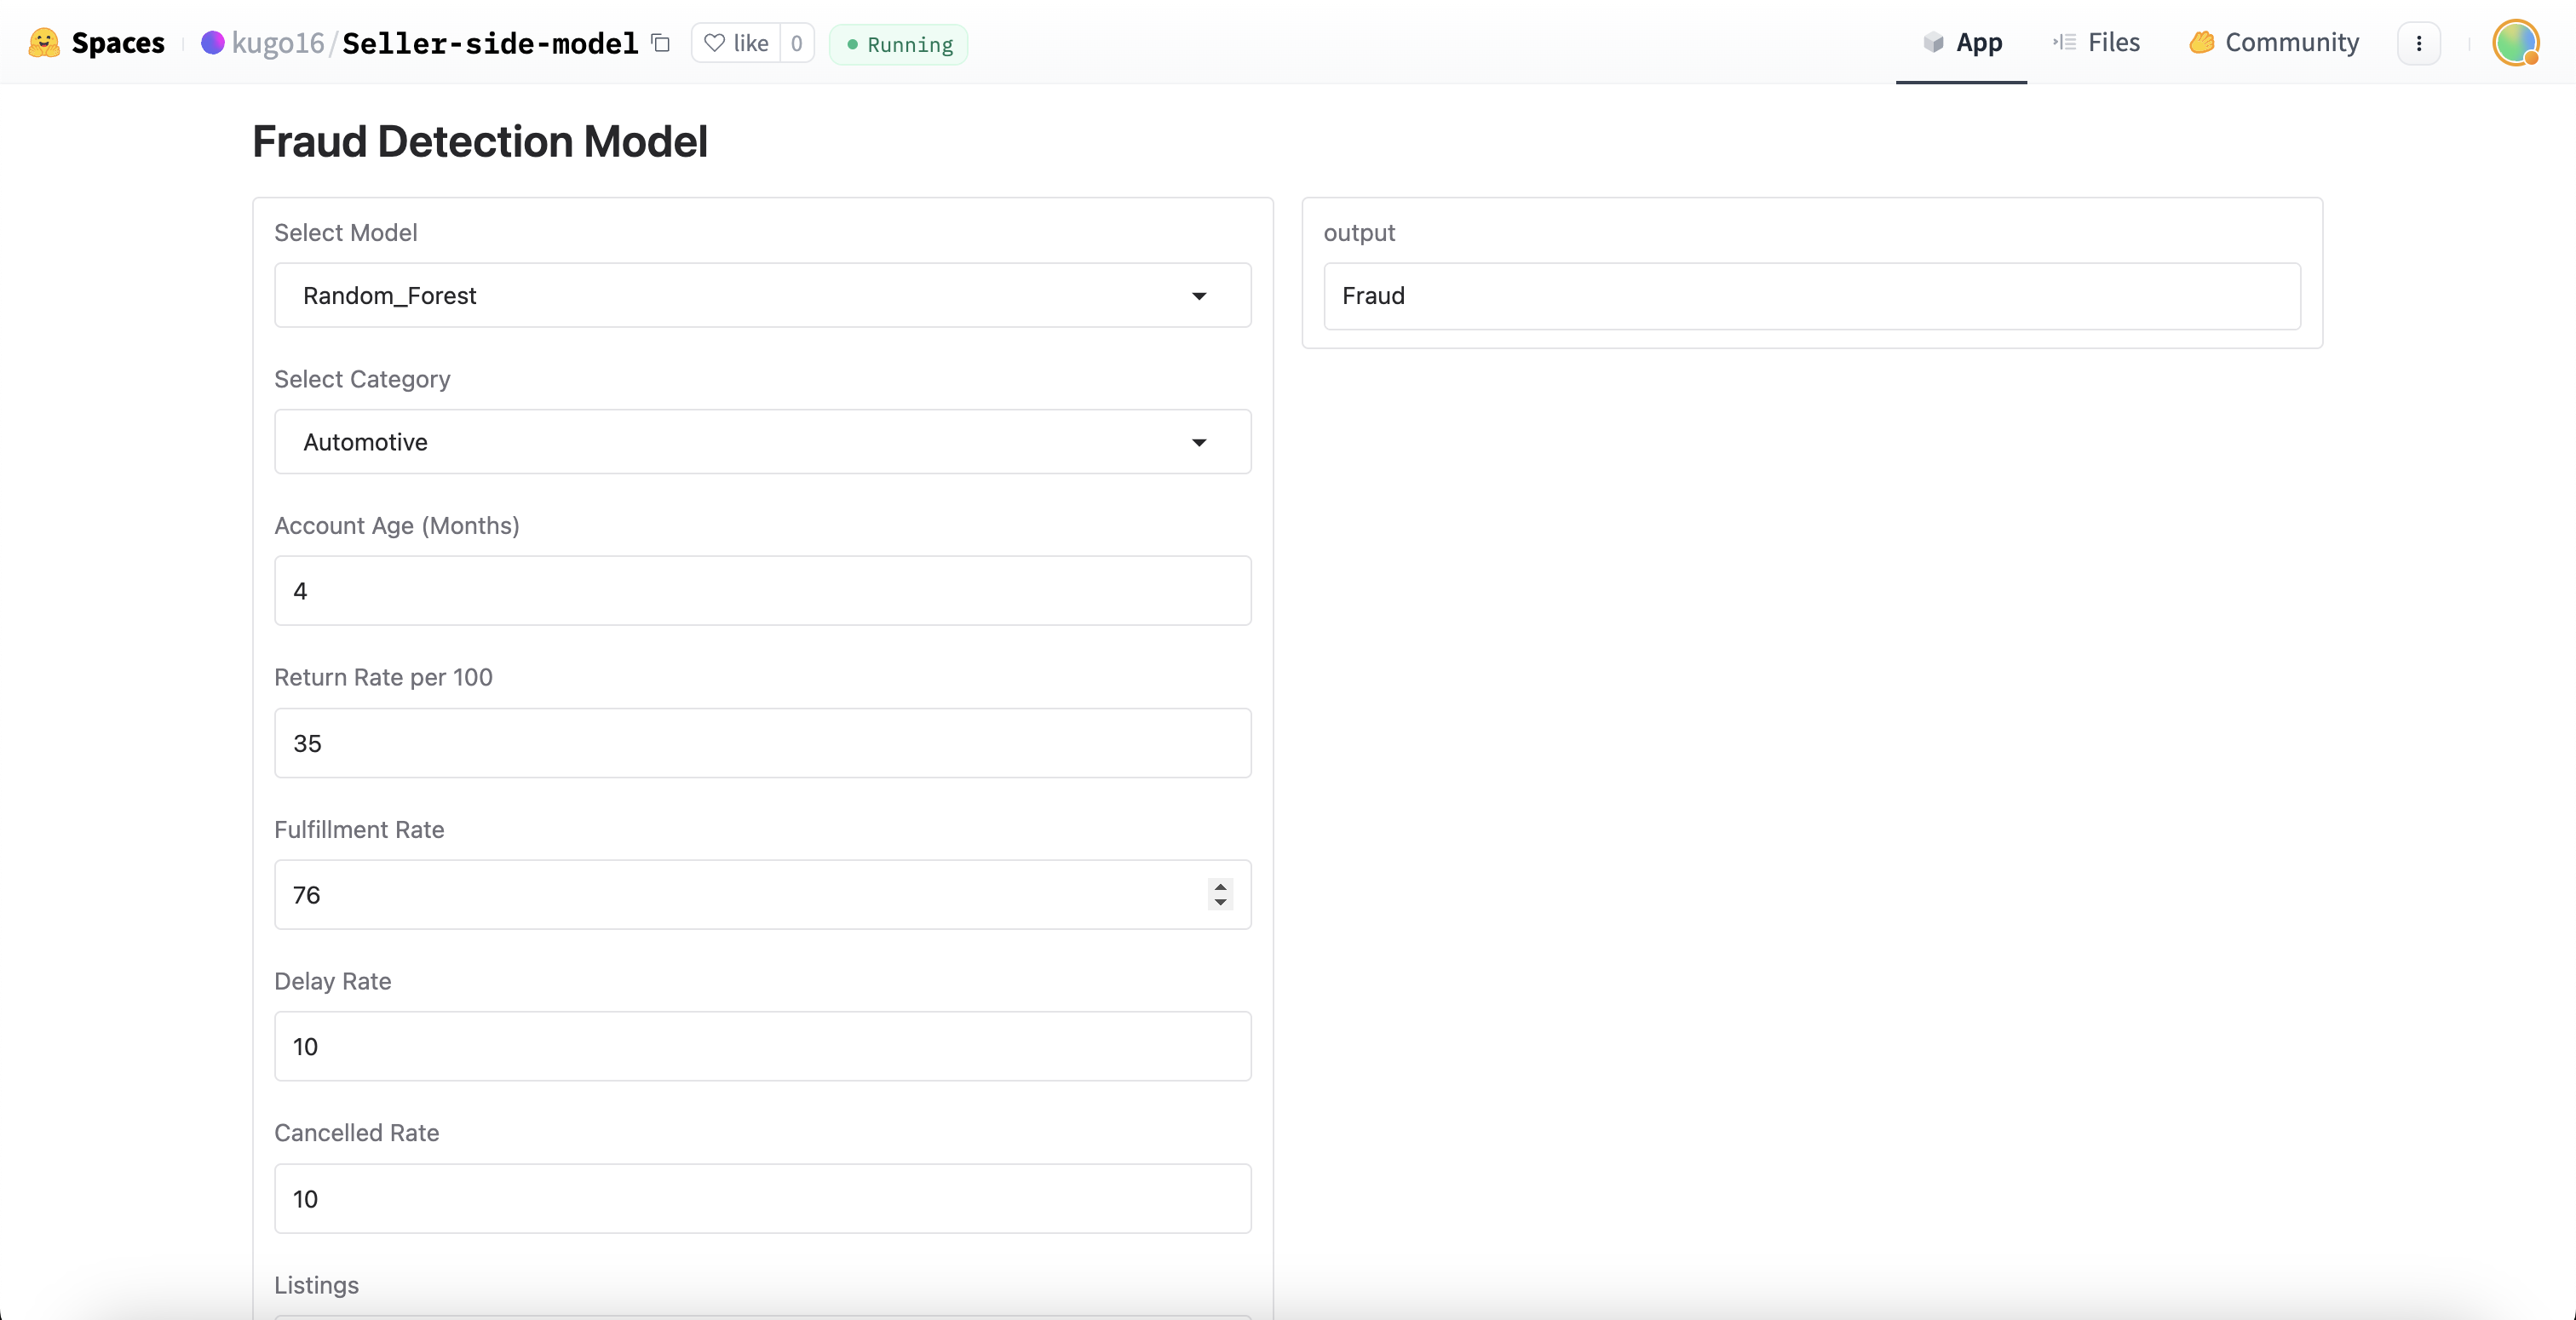 Spaces
kugo16/Seller-side-model
like 0
Running
App
Files
Community
Fraud Detection Model
Select Model
Random_Forest
Select Category
Automotive
Account Age (Months)
4
Return Rate per 100
35
Fulfillment Rate
76
Delay Rate
10
Cancelled Rate
10
Listings
output
Fraud